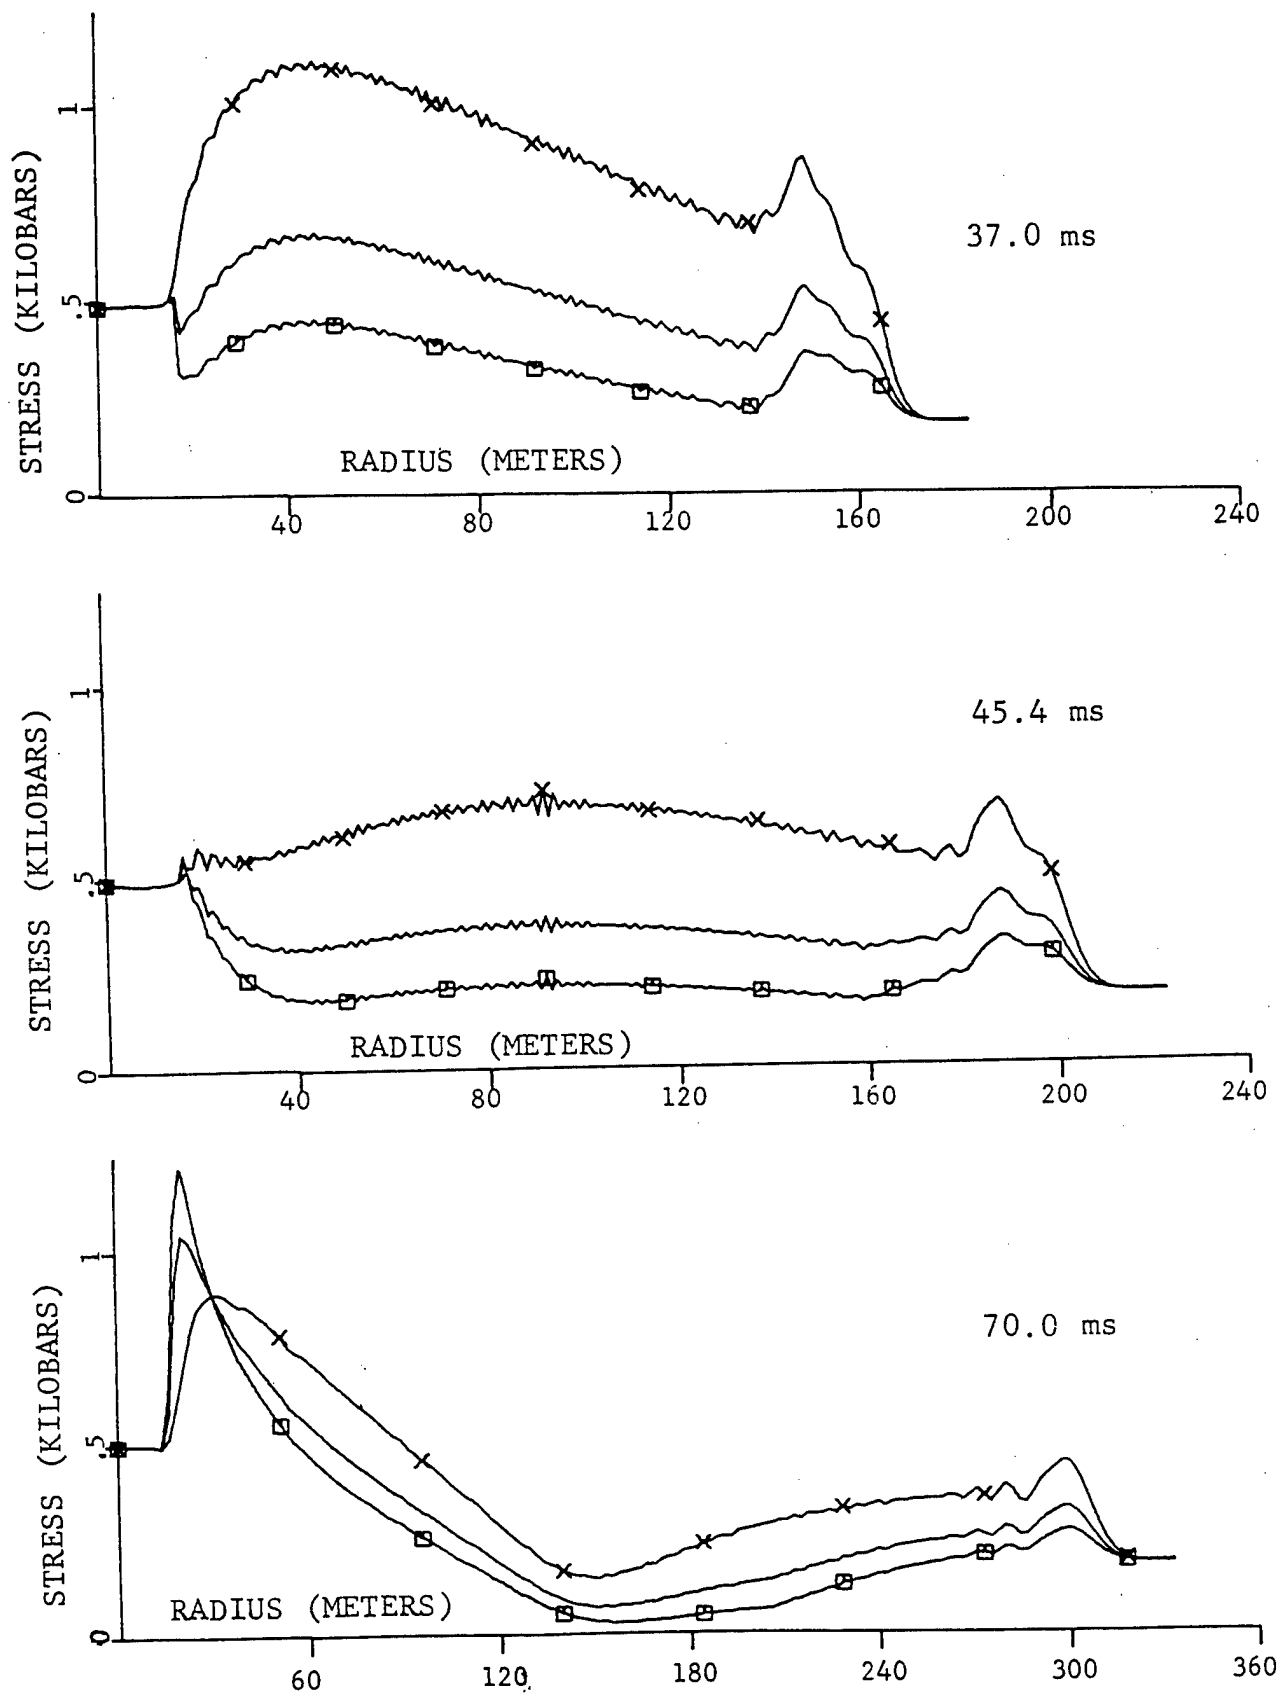 STRESS (KILOBARS)
1
.5
0
37.0 ms
RADIUS (METERS)
40 80 120 160 200 240
STRESS (KILOBARS)
1
.5
0
45.4 ms
RADIUS (METERS)
40 80 120 160 200 240
STRESS (KILOBARS)
1
.5
0
70.0 ms
RADIUS (METERS)
60 120 180 240 300 360